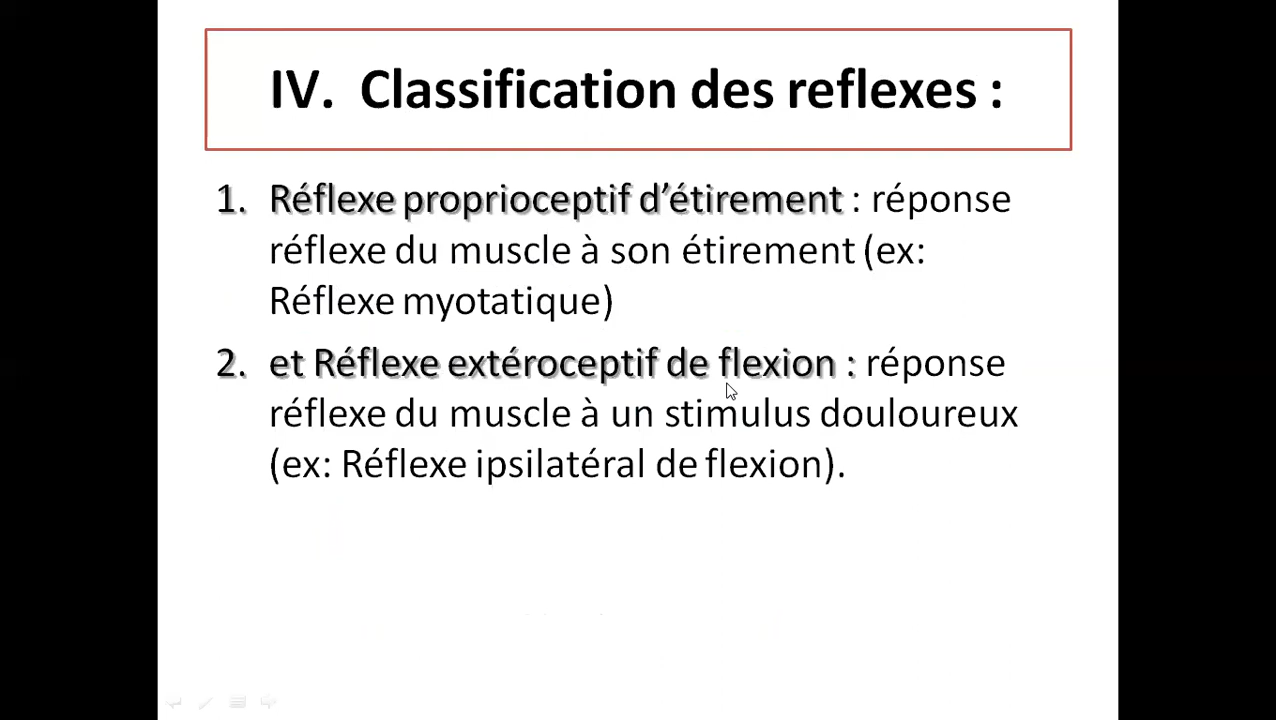 IV. Classification des reflexes :
1. Réflexe proprioceptif d’étirement : réponse
réflexe du muscle à son étirement (ex:
Réflexe myotatique)
2. et Réflexe extéroceptif de flexion : réponse
réflexe du muscle à un stimulus douloureux
(ex: Réflexe ipsilatéral de flexion).